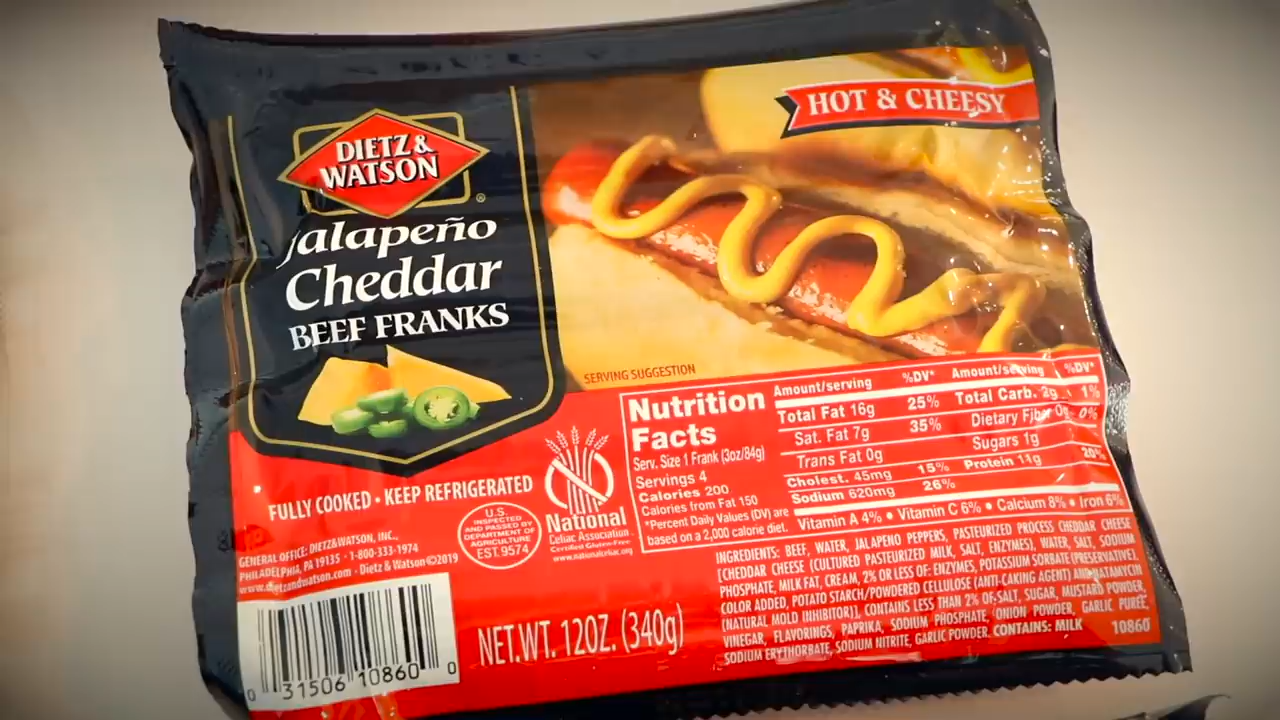 HOT & CHEESY
DIETZ &
WATSON
®
Jalapeño
Cheddar
BEEF FRANKS
SERVING SUGGESTION
FULLY COOKED • KEEP REFRIGERATED
GENERAL OFFICE: DIETZ&WATSON, INC.,
PHILADELPHIA, PA 19135 · 1-800-333-1974
www.dietzandwatson.com · Dietz & Watson©2019
U.S.
INSPECTED
AND PASSED BY
DEPARTMENT OF
AGRICULTURE
EST. 9574
National
Celiac Association
Certified Gluten-Free
www.nationalceliac.org
Nutrition
Facts
Serv. Size 1 Frank (3oz/84g)
Servings 4
Calories 200
Calories from Fat 150
*Percent Daily Values (DV) are
based on a 2,000 calorie diet.
Amount/serving %DV* Amount/serving %DV*
Total Fat 16g 25% Total Carb. 2g 1%
Sat. Fat 7g 35% Dietary Fiber 0g 0%
Trans Fat 0g Sugars 1g
Cholest. 45mg 15% Protein 11g 20%
Sodium 620mg 26%
Vitamin A 4% • Vitamin C 6% • Calcium 8% • Iron 6%
INGREDIENTS: BEEF, WATER, JALAPENO PEPPERS, PASTEURIZED PROCESS CHEDDAR CHEESE
[CHEDDAR CHEESE (CULTURED PASTEURIZED MILK, SALT, ENZYMES), WATER, SALT, SODIUM
PHOSPHATE, MILK FAT, CREAM, 2% OR LESS OF: ENZYMES, POTASSIUM SORBATE (PRESERVATIVE),
COLOR ADDED, POTATO STARCH/POWDERED CELLULOSE (ANTI-CAKING AGENT) AND NATAMYCIN
(NATURAL MOLD INHIBITOR)], CONTAINS LESS THAN 2% OF: SALT, SUGAR, MUSTARD POWDER,
VINEGAR, FLAVORINGS, PAPRIKA, SODIUM PHOSPHATE, ONION POWDER, GARLIC PUREE,
SODIUM ERYTHORBATE, SODIUM NITRITE, GARLIC POWDER. CONTAINS: MILK
10860
NET.WT. 12OZ. (340g)
0 31506 10860 0